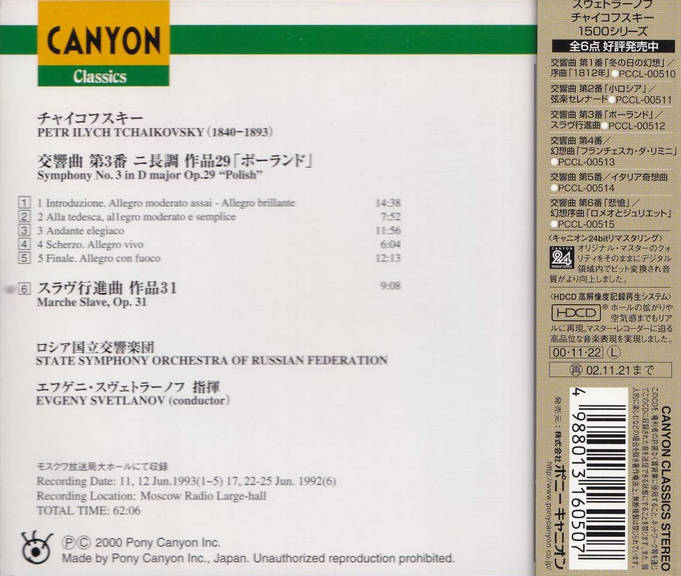 CANYON
Classics
チャイコフスキー
PETR ILYCH TCHAIKOVSKY (1840-1893)
交響曲 第3番 ニ長調 作品29「ポーランド」
Symphony No. 3 in D major Op.29 “Polish”
1 1 Introduzione. Allegro moderato assai - Allegro brillante 14:38
2 2 Alla tedesca, allegro moderato e semplice 7:52
3 3 Andante elegiaco 11:56
4 4 Scherzo. Allegro vivo 6:04
5 5 Finale. Allegro con fuoco 12:13
6 スラヴ行進曲 作品31 9:08
Marche Slave, Op. 31
ロシア国立交響楽団
STATE SYMPHONY ORCHESTRA OF RUSSIAN FEDERATION
エフゲニ・スヴェトラーノフ 指揮
EVGENY SVETLANOV (conductor)
モスクワ放送局大ホールにて収録
Recording Date: 11, 12 Jun.1993(1~5) 17, 22-25 Jun. 1992(6)
Recording Location: Moscow Radio Large-hall
TOTAL TIME: 62:06
ⓅⒸ 2000 Pony Canyon Inc.
Made by Pony Canyon Inc., Japan. Unauthorized reproduction prohibited.
スヴェトラーノフ
チャイコフスキー
1500シリーズ
全6点 好評発売中
交響曲 第1番「冬の日の幻想」/
序曲「1812年」●PCCL-00510
交響曲 第2番「小ロシア」/
弦楽セレナード●PCCL-00511
交響曲 第3番「ポーランド」/
スラヴ行進曲●PCCL-00512
交響曲 第4番/
幻想曲「フランチェスカ・ダ・リミニ」
●PCCL-00513
交響曲 第5番/イタリア奇想曲
●PCCL-00514
交響曲 第6番「悲愴」/
幻想序曲「ロメオとジュリエット」
●PCCL-00515
〈キャニオン24bitリマスタリング〉
CANYON
24
オリジナル・マスターのクォ
リティをそのままにデジタル
領域内でビット変換され音
質がより向上しました。
〈HDCD 高解像度記録再生システム〉
HDCD® ホールの拡がりや
空気感までもリアル
に再現。マスター・レコーダーに迫る
高品位な音楽表現を実現しました。
00·11·22 L
再 02.11.21まで
CANYON CLASSICS STEREO
4 988013 160507
発売元：株式会社 ポニーキャニオン
http://www.ponycanyon.co.jp